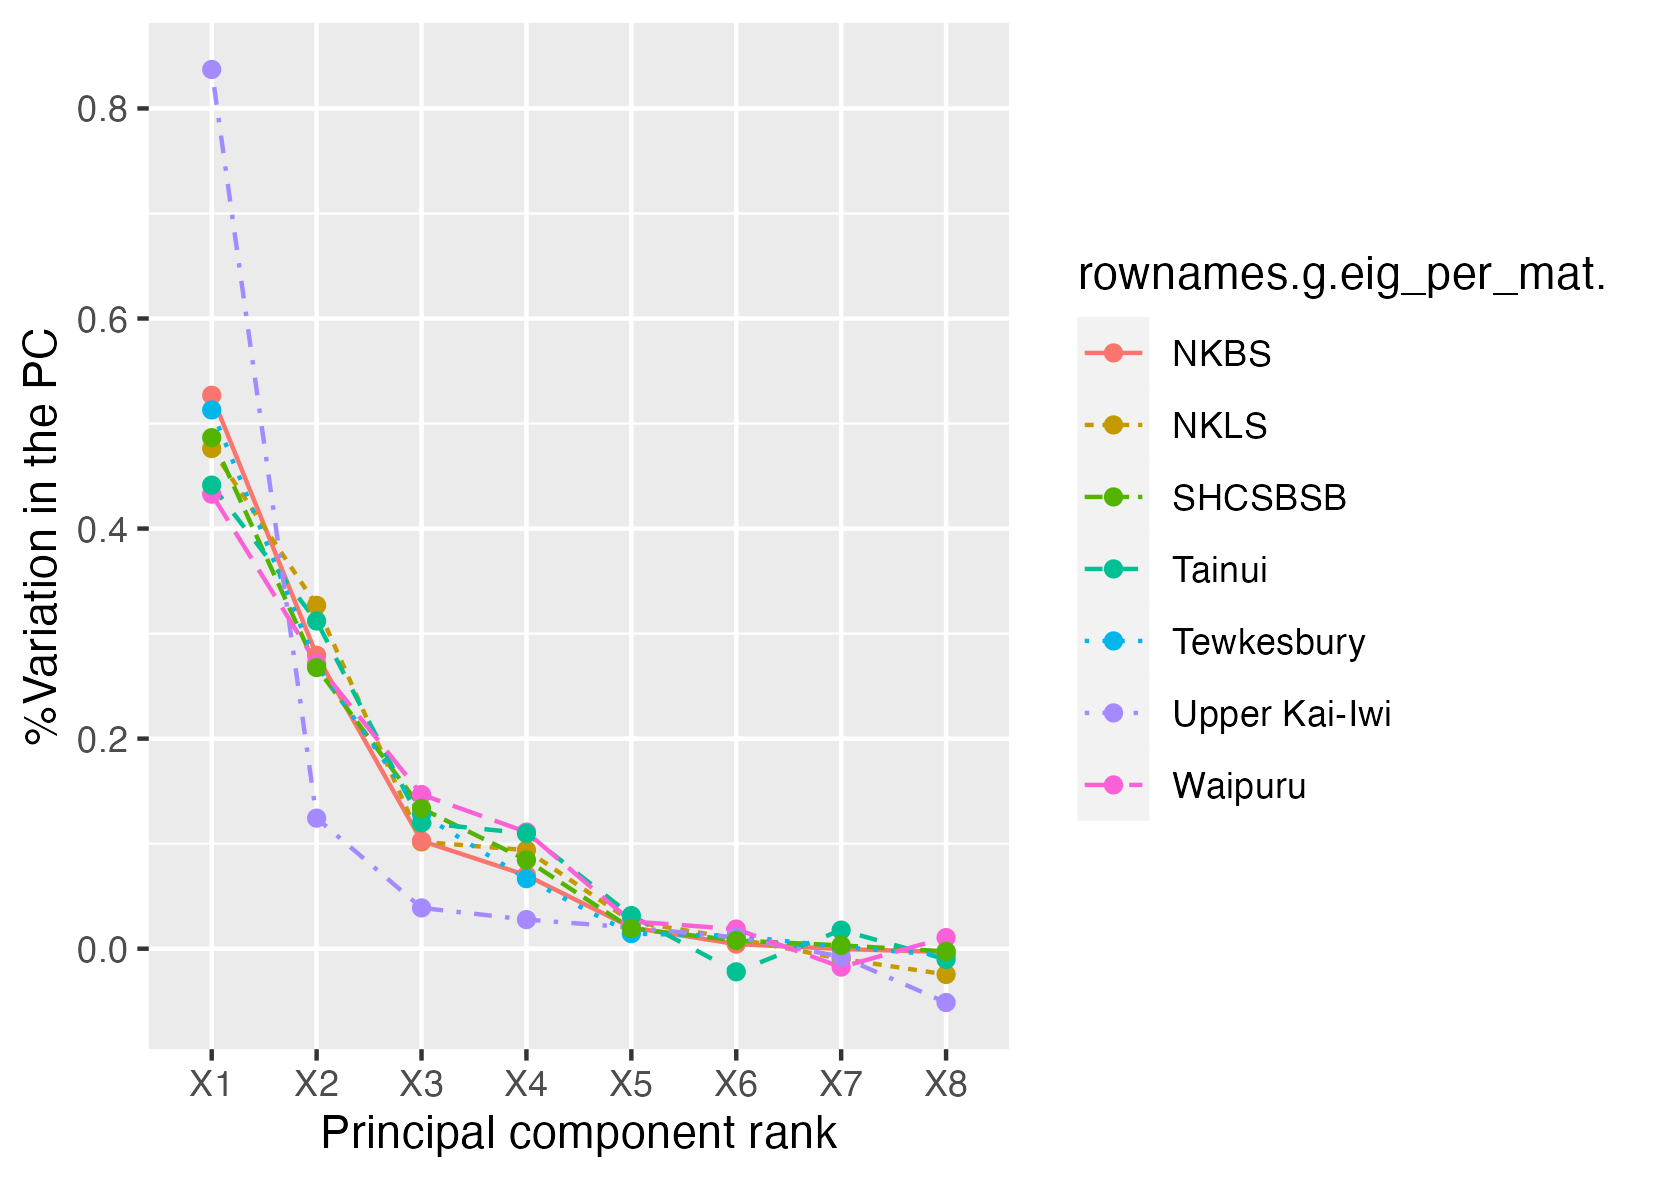 %Variation in the PC
0.8
0.6
0.4
0.2
0.0
X1 X2 X3 X4 X5 X6 X7 X8
Principal component rank
rownames.g.eig_per_mat.
NKBS
NKLS
SHCSBSB
Tainui
Tewkesbury
Upper Kai-Iwi
Waipuru